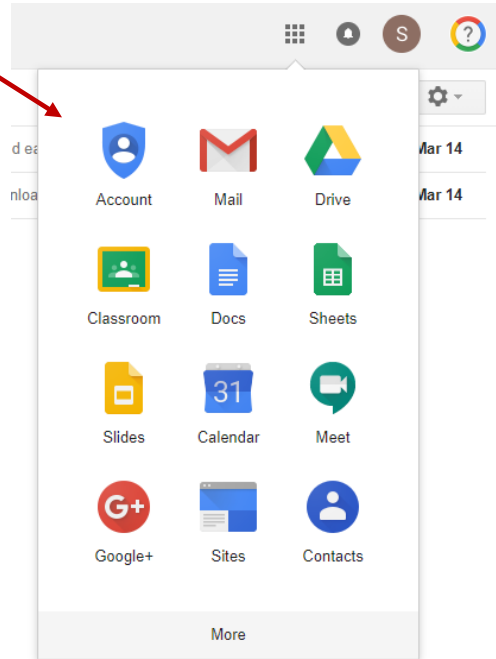 S ?
d ea Mar 14
nloa Mar 14
Account Mail Drive
Classroom Docs Sheets
31
Slides Calendar Meet
G+
Google+ Sites Contacts
More